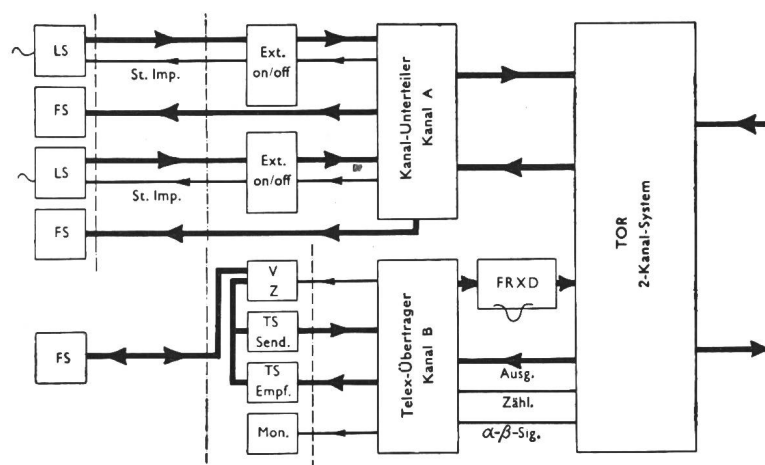 LS
St. Imp.
Ext.
on/off
FS
LS
St. Imp.
Ext.
on/off
FS
Kanal-Unterteiler
Kanal A
TOR
2-Kanal-System
FS
V
Z
TS
Send.
TS
Empf.
Mon.
Telex-Übertrager
Kanal B
FRXD
Ausg.
Zähl.
α-β-Sig.